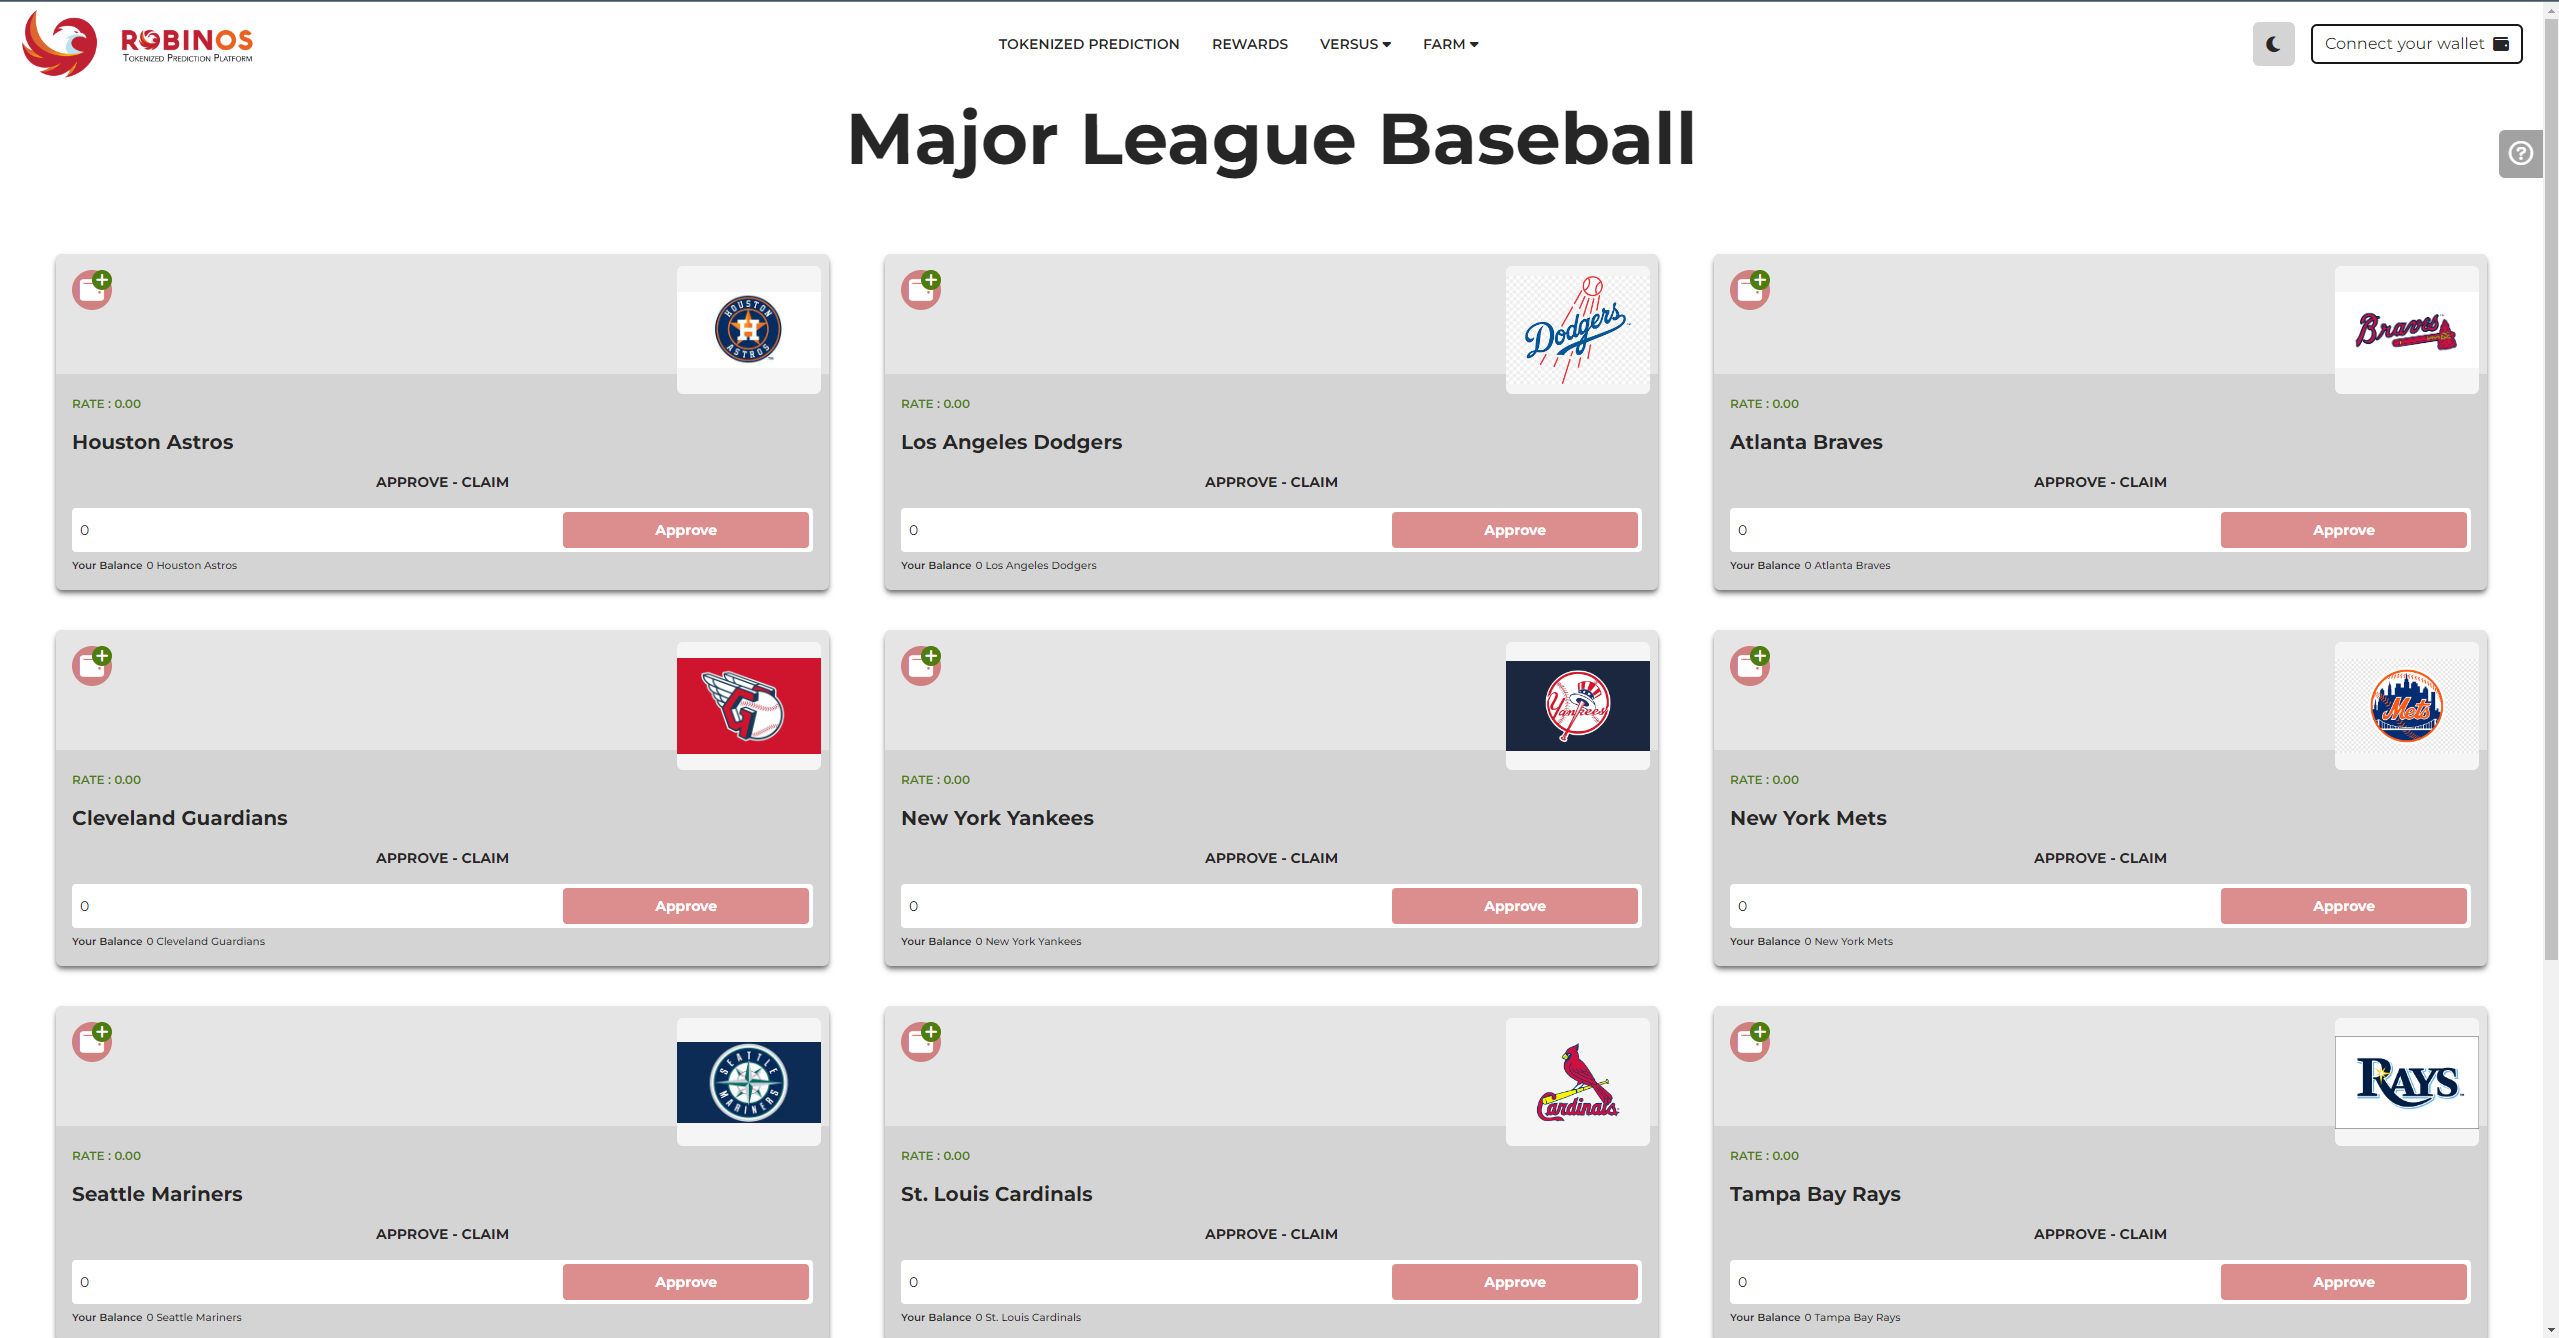 ROBINOS
TOKENIZED PREDICTION PLATFORM
TOKENIZED PREDICTION
REWARDS
VERSUS
FARM
Connect your wallet
Major League Baseball
HOUSTON
H
ASTROS
RATE : 0.00
Houston Astros
APPROVE - CLAIM
0
Approve
Your Balance 0 Houston Astros
Dodgers
RATE : 0.00
Los Angeles Dodgers
APPROVE - CLAIM
0
Approve
Your Balance 0 Los Angeles Dodgers
Braves
RATE : 0.00
Atlanta Braves
APPROVE - CLAIM
0
Approve
Your Balance 0 Atlanta Braves
G
RATE : 0.00
Cleveland Guardians
APPROVE - CLAIM
0
Approve
Your Balance 0 Cleveland Guardians
Yankees
RATE : 0.00
New York Yankees
APPROVE - CLAIM
0
Approve
Your Balance 0 New York Yankees
Mets
RATE : 0.00
New York Mets
APPROVE - CLAIM
0
Approve
Your Balance 0 New York Mets
SEATTLE
MARINERS
RATE : 0.00
Seattle Mariners
APPROVE - CLAIM
0
Approve
Your Balance 0 Seattle Mariners
Cardinals
RATE : 0.00
St. Louis Cardinals
APPROVE - CLAIM
0
Approve
Your Balance 0 St. Louis Cardinals
RAYS
RATE : 0.00
Tampa Bay Rays
APPROVE - CLAIM
0
Approve
Your Balance 0 Tampa Bay Rays